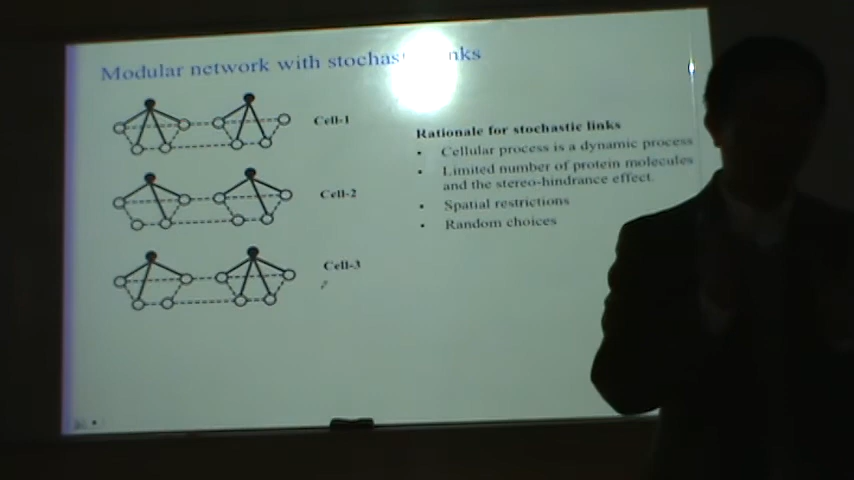 Modular network with stochas nks
Cell-1
Cell-2
Cell-3
Rationale for stochastic links
• Cellular process is a dynamic process
• Limited number of protein molecules
and the stereo-hindrance effect.
• Spatial restrictions
• Random choices